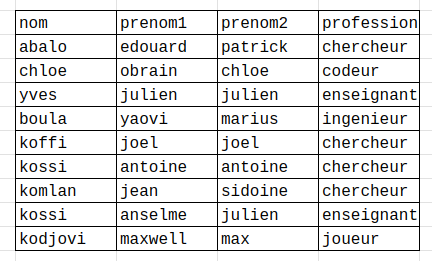 nom prenom1 prenom2 profession
abalo edouard patrick chercheur
chloe obrain chloe codeur
yves julien julien enseignant
boula yaovi marius ingenieur
koffi joel joel chercheur
kossi antoine antoine chercheur
komlan jean sidoine chercheur
kossi anselme julien enseignant
kodjovi maxwell max joueur